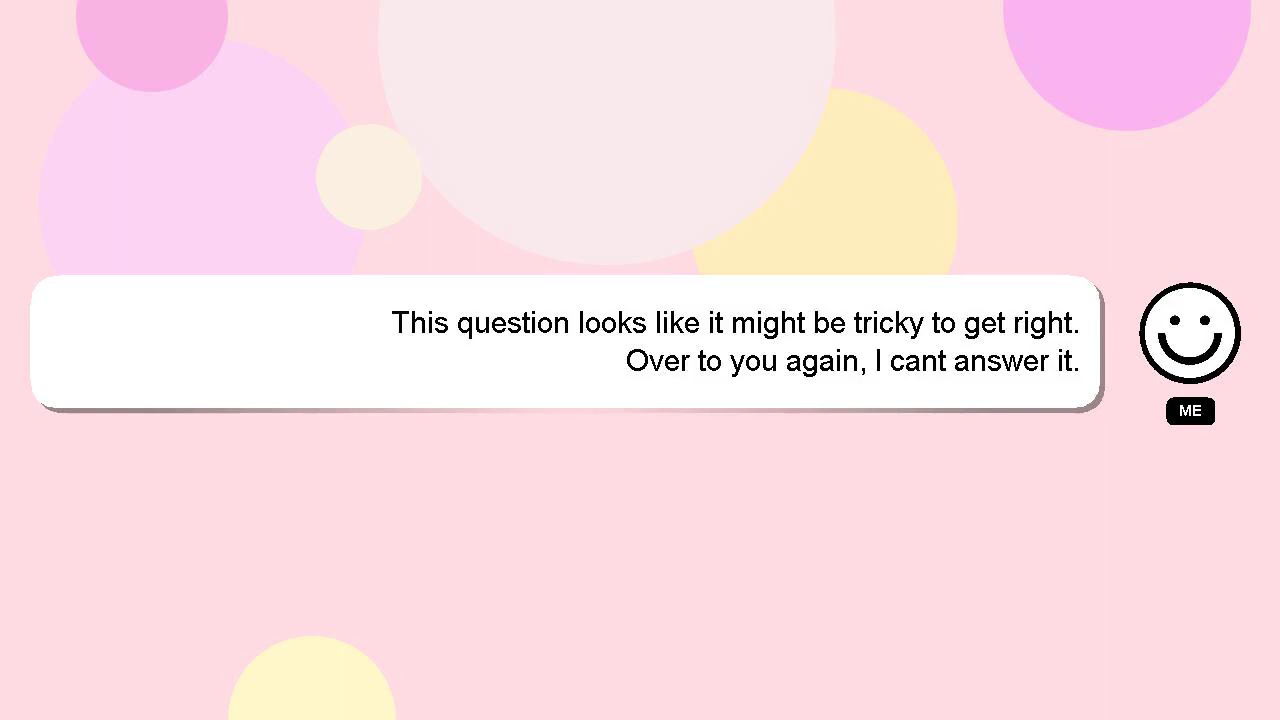 This question looks like it might be tricky to get right.
Over to you again, I cant answer it.
ME